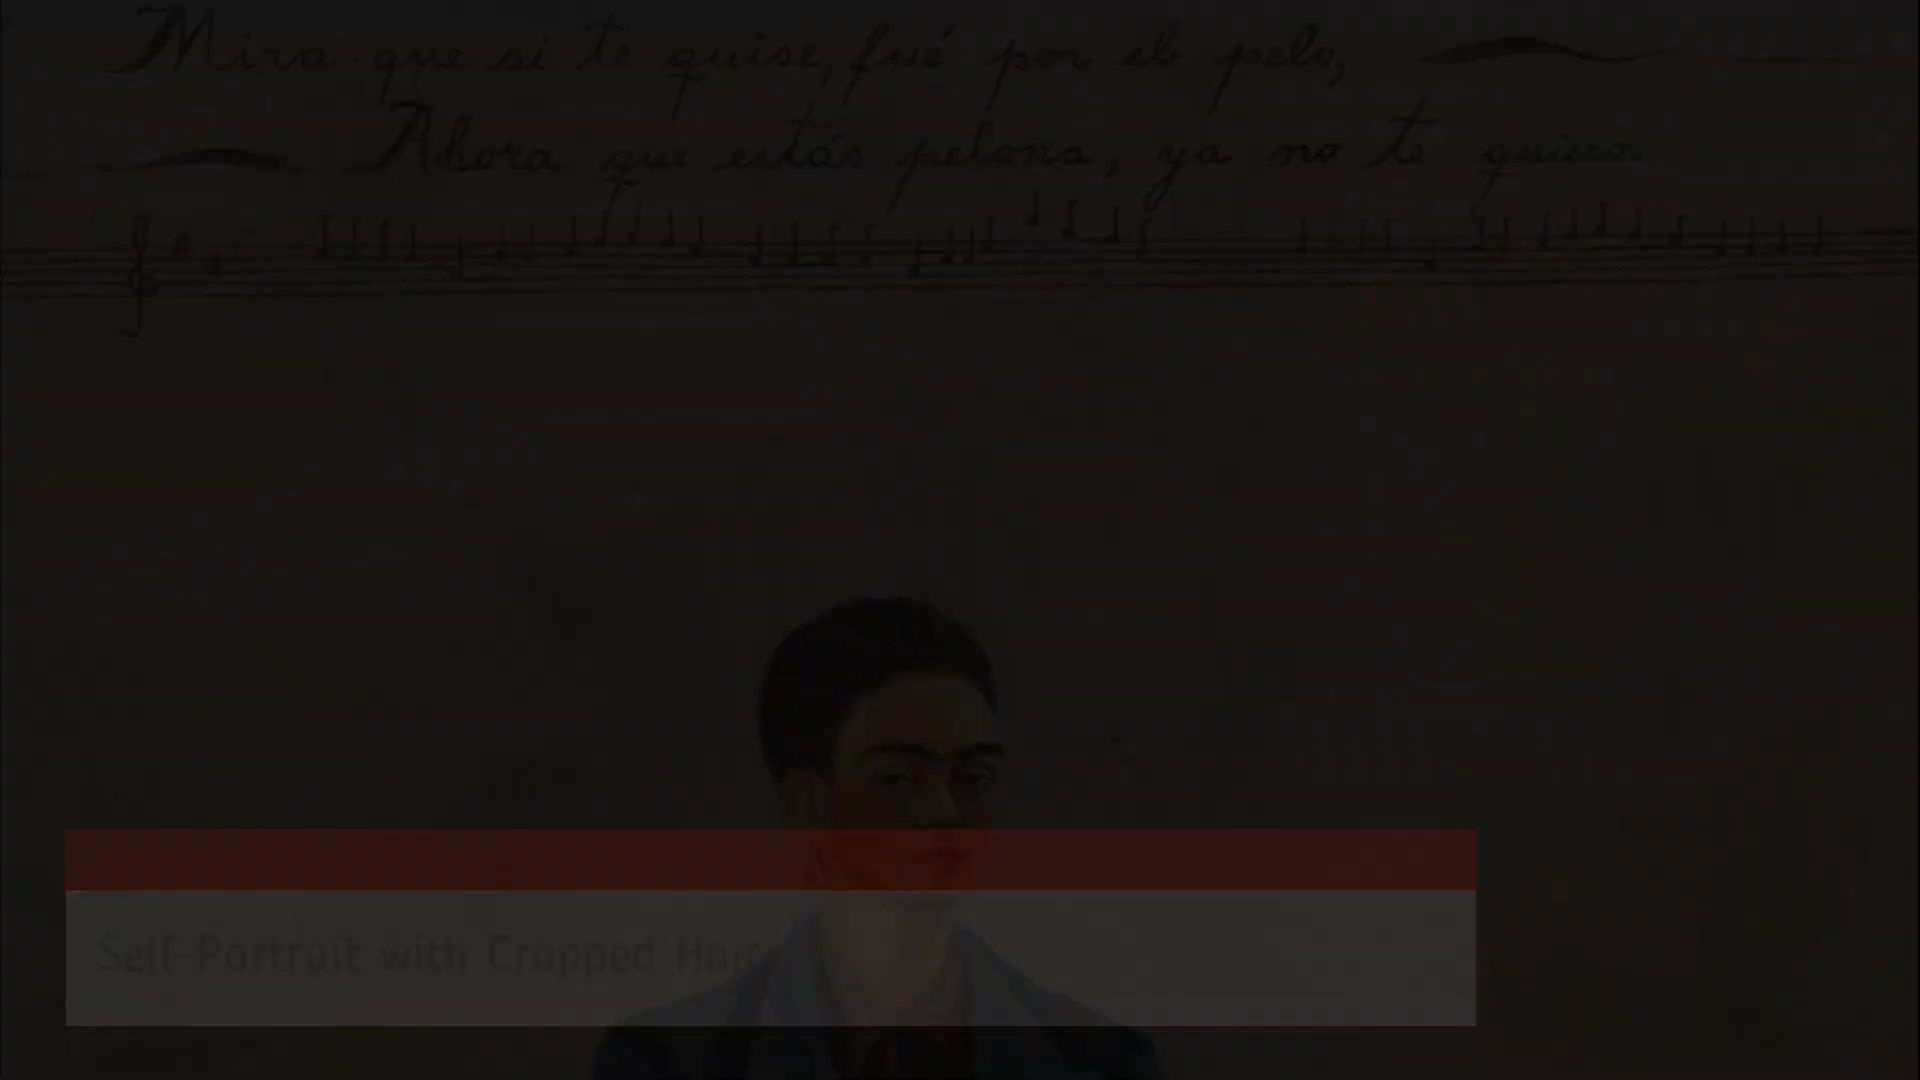 Mira que si te quise, fué por el pelo,
Ahora que estás pelona, ya no te quiero
Self-Portrait with Cropped Hair